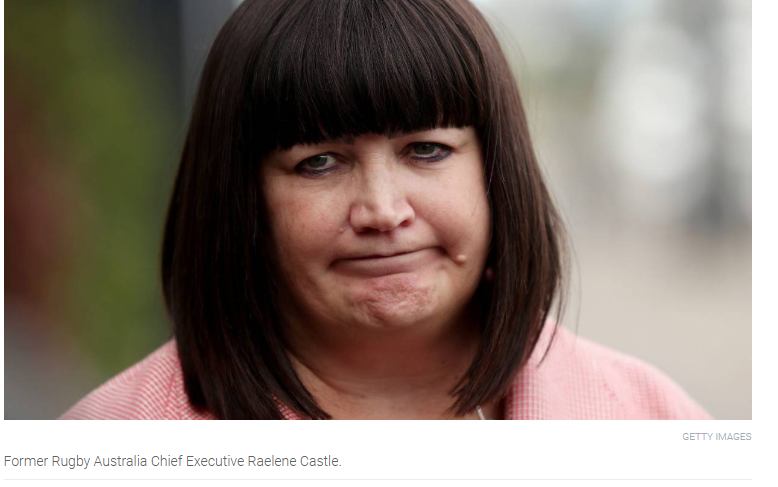 GETTY IMAGES
Former Rugby Australia Chief Executive Raelene Castle.